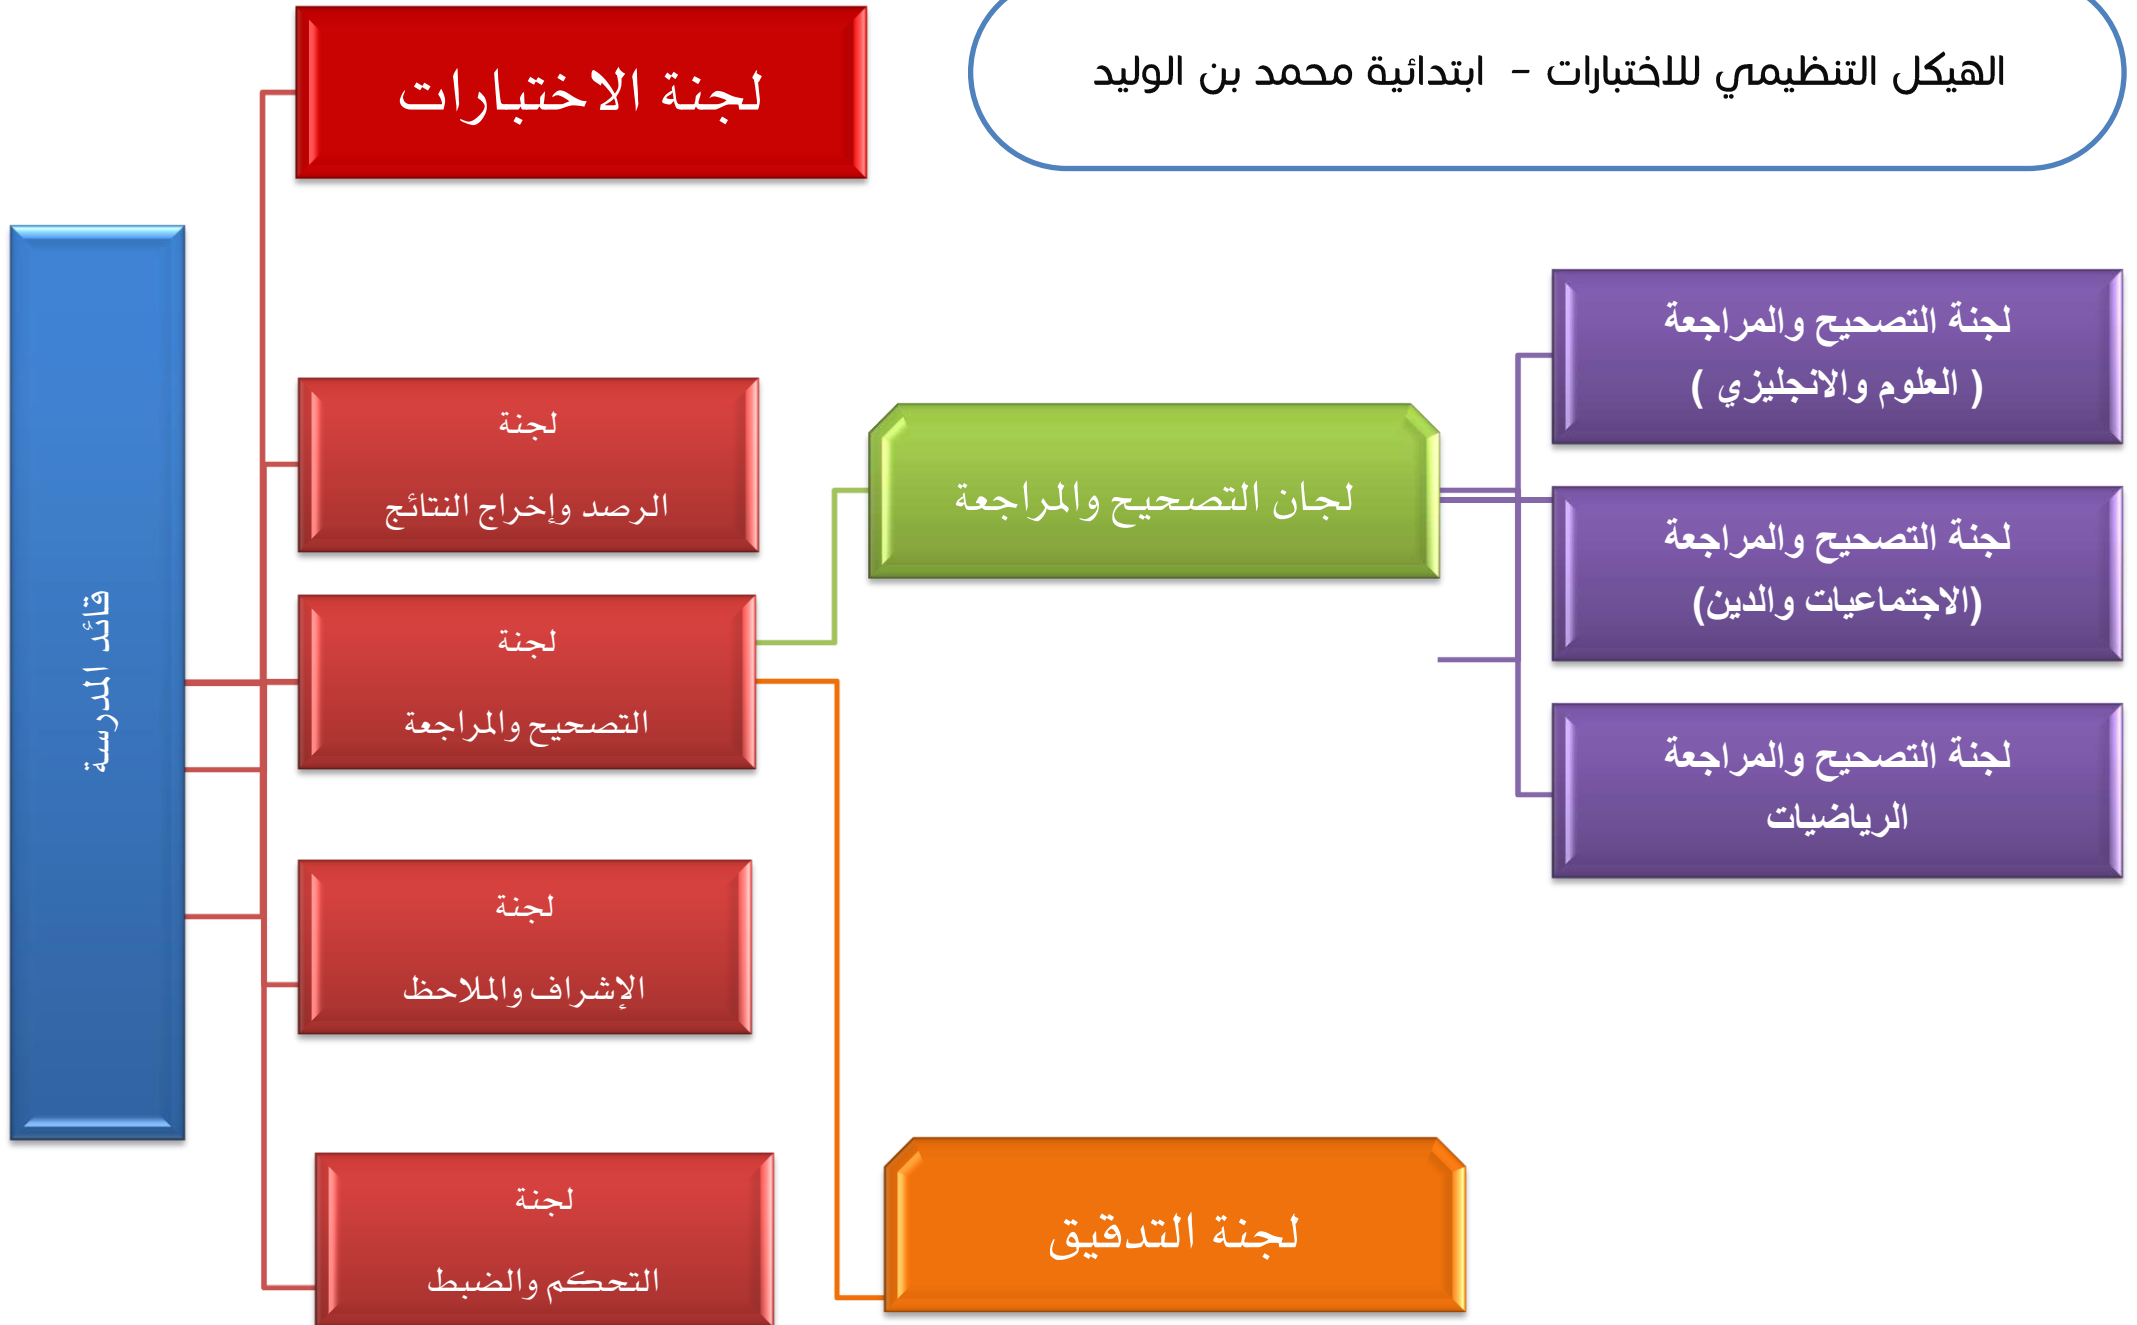 الهيكل التنظيمي للاختبارات - ابتدائية محمد بن الوليد
لجنة الاختبارات
قائد المدرسة
لجنة
الرصد وإخراج النتائج
لجنة
التصحيح والمراجعة
لجنة
الإشراف والملاحظ
لجنة
التحكم والضبط
لجان التصحيح والمراجعة
لجنة التدقيق
لجنة التصحيح والمراجعة
( العلوم والانجليزي )
لجنة التصحيح والمراجعة
(الاجتماعيات والدين)
لجنة التصحيح والمراجعة
الرياضيات